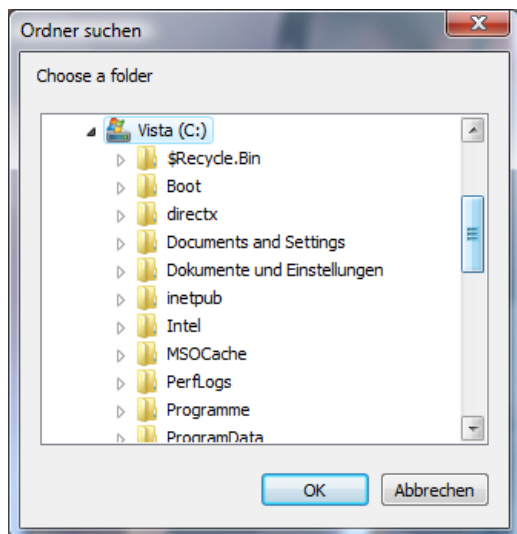 Ordner suchen
Choose a folder
Vista (C:)
$Recycle.Bin
Boot
directx
Documents and Settings
Dokumente und Einstellungen
inetpub
Intel
MSOCache
PerfLogs
Programme
ProgramData
OK Abbrechen